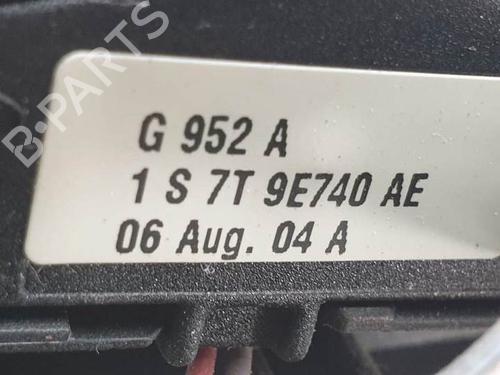 B-PARTS
G 952 A
1 S 7T 9E740 AE
06 Aug. 04 A